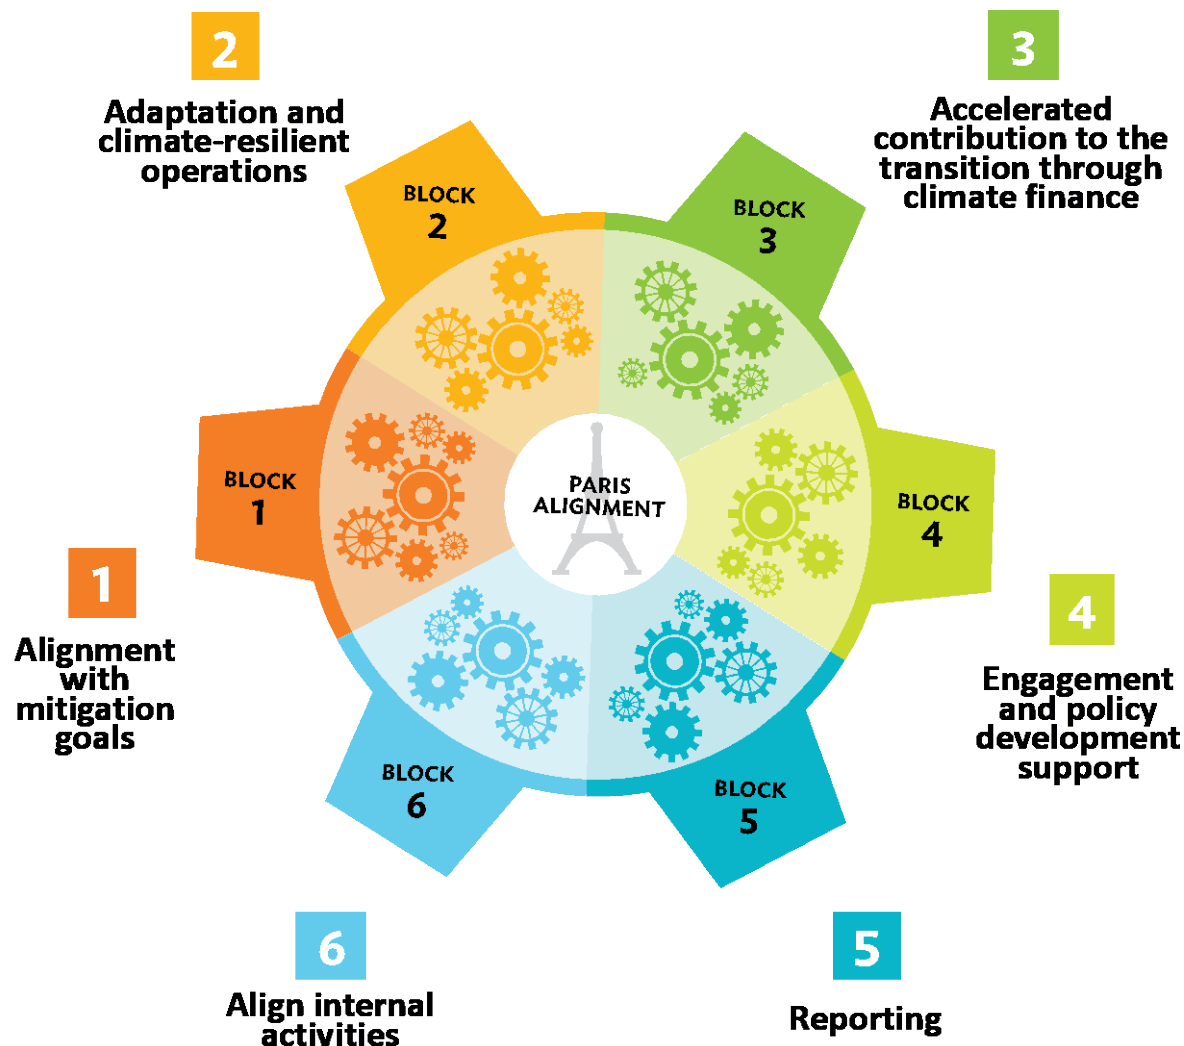 2
Adaptation and
climate-resilient
operations
3
Accelerated
contribution to the
transition through
climate finance
BLOCK
2
BLOCK
3
BLOCK
1
PARIS
ALIGNMENT
BLOCK
4
1
Alignment
with
mitigation
goals
4
Engagement
and policy
development
support
BLOCK
6
BLOCK
5
6
Align internal
activities
5
Reporting